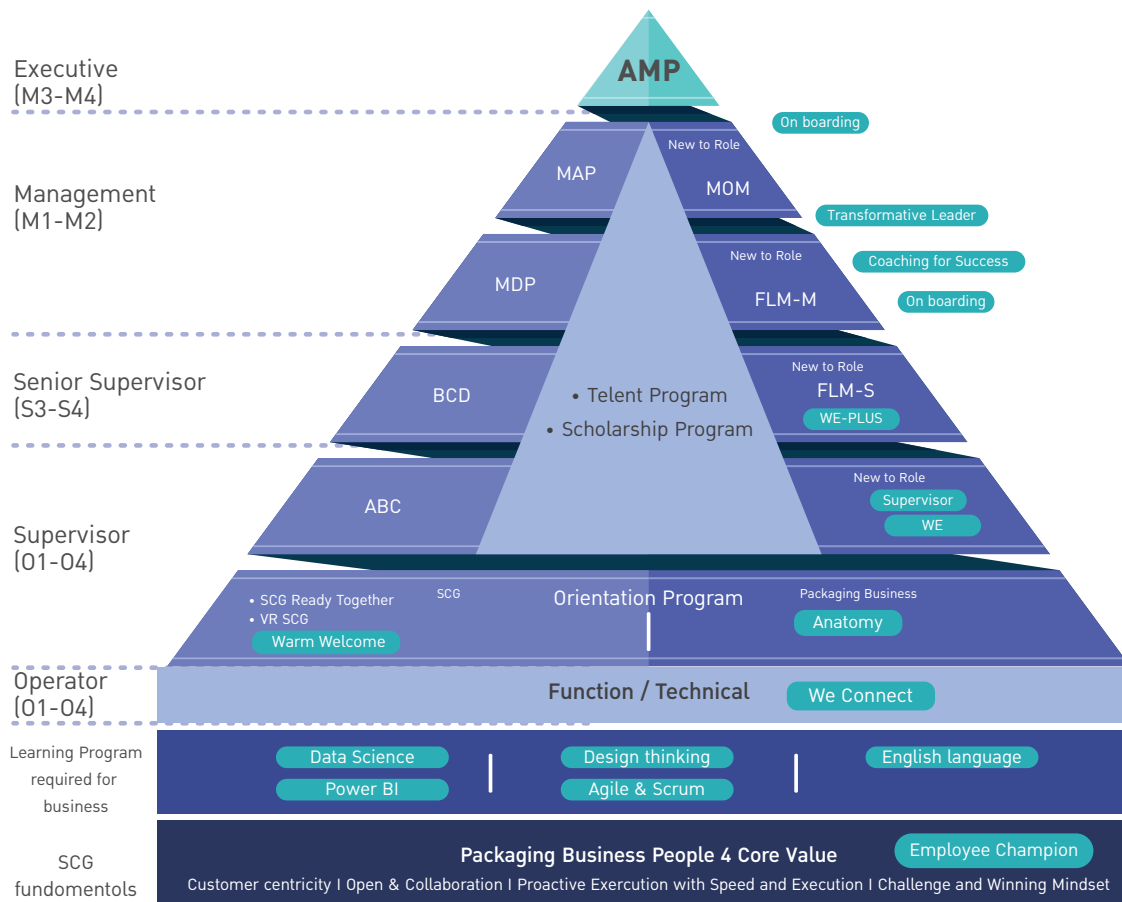 AMP
Executive
(M3-M4)
On boarding
New to Role
MAP
MOM
Management
(M1-M2)
Transformative Leader
New to Role
Coaching for Success
MDP
FLM-M
On boarding
New to Role
Senior Supervisor
(S3-S4)
BCD
FLM-S
WE-PLUS
• Telent Program
• Scholarship Program
New to Role
ABC
Supervisor
WE
Supervisor
(O1-O4)
• SCG Ready Together
• VR SCG
Warm Welcome
SCG
Orientation Program
Packaging Business
Anatomy
Operator
(O1-O4)
Function / Technical
We Connect
Learning Program
required for
business
Data Science
Power BI
Design thinking
Agile & Scrum
English language
SCG
fundomentols
Packaging Business People 4 Core Value
Employee Champion
Customer centricity I Open & Collaboration I Proactive Exercution with Speed and Execution I Challenge and Winning Mindset